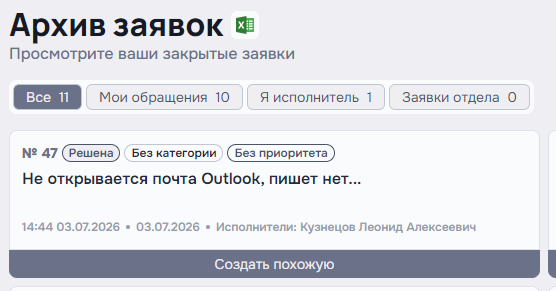 Архив заявок
Просмотрите ваши закрытые заявки
Все 11 Мои обращения 10 Я исполнитель 1 Заявки отдела 0
№ 47 Решена Без категории Без приоритета
Не открывается почта Outlook, пишет нет...
14:44 03.07.2026 • 03.07.2026 • Исполнители: Кузнецов Леонид Алексеевич
Создать похожую